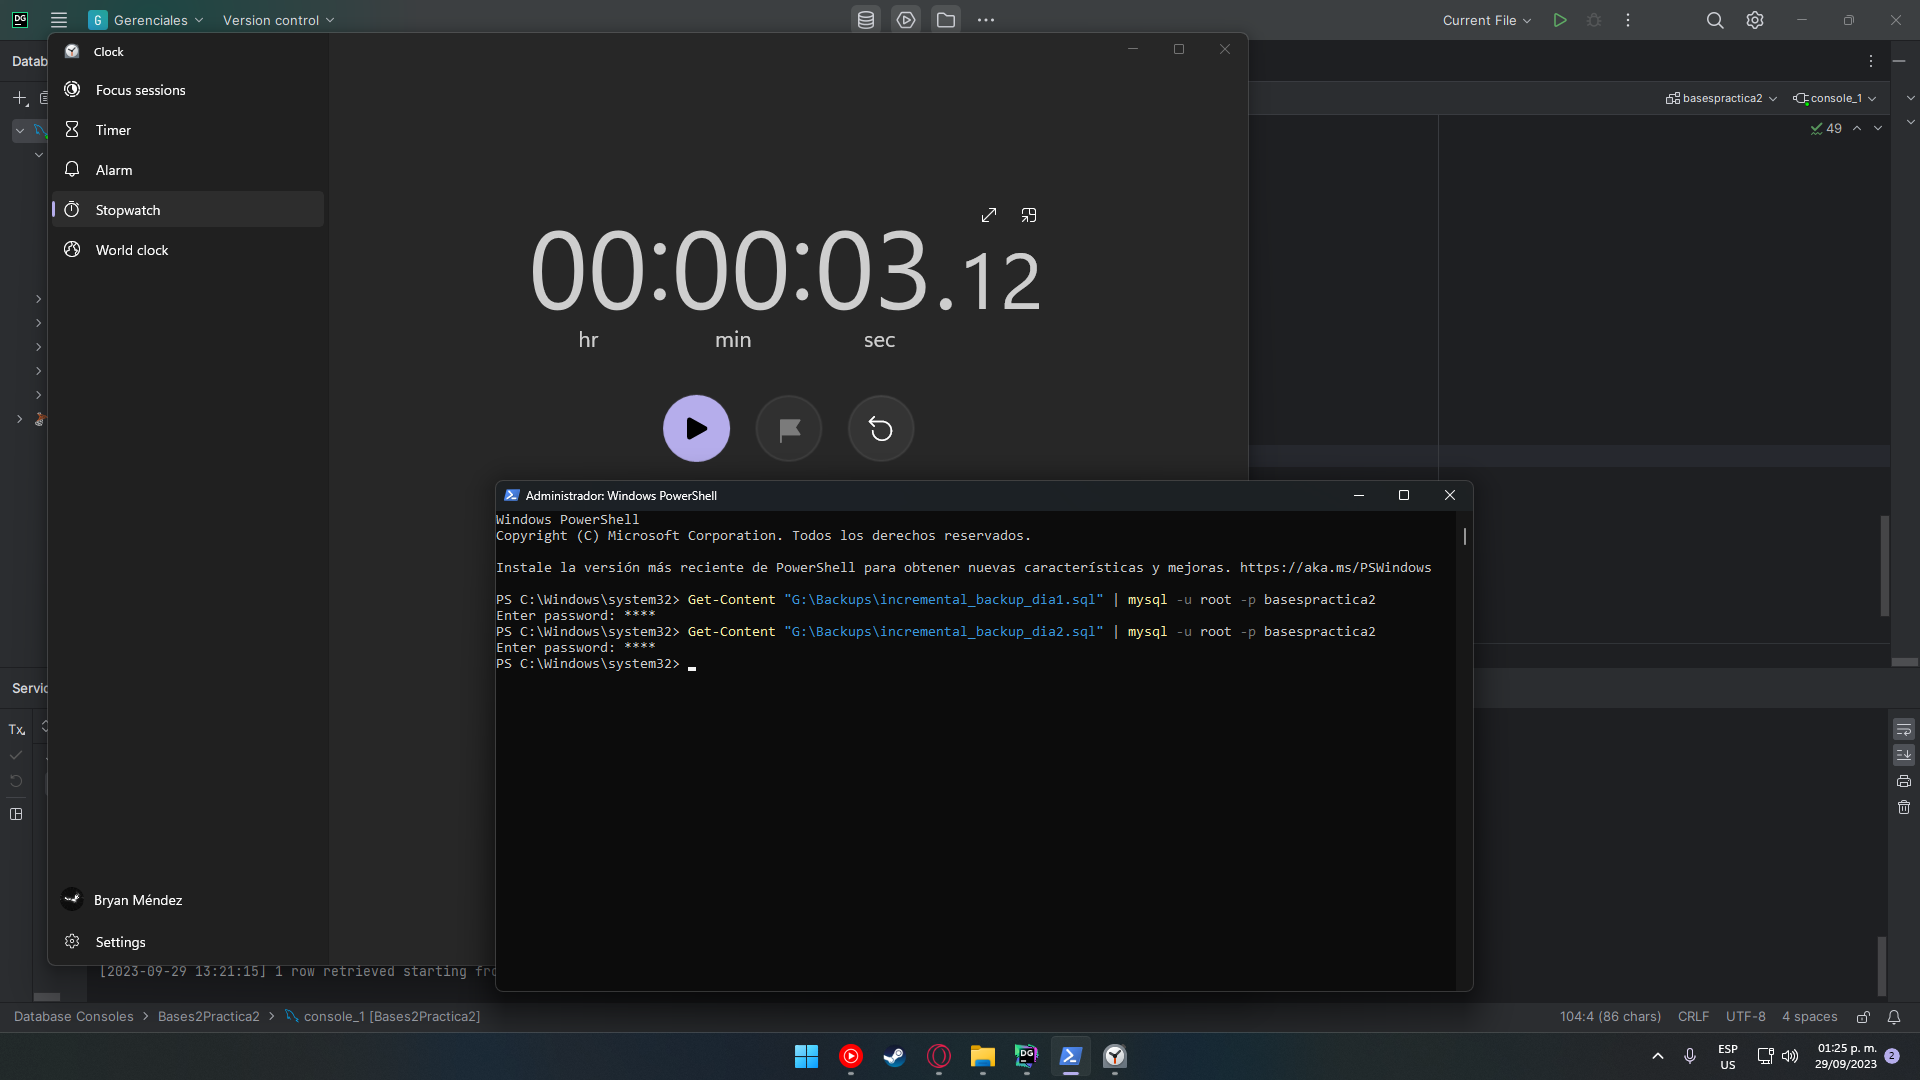 DG
G
Gerenciales
Version control
Current File
Clock
Focus sessions
Timer
Alarm
Stopwatch
World clock
Bryan Méndez
Settings
Datab
basespractica2
console_1
49
00:00:03.12
hr
min
sec
Administrador: Windows PowerShell
Windows PowerShell
Copyright (C) Microsoft Corporation. Todos los derechos reservados.
Instale la versión más reciente de PowerShell para obtener nuevas características y mejoras. https://aka.ms/PSWindows
PS C:\Windows\system32> Get-Content "G:\Backups\incremental_backup_dia1.sql" | mysql -u root -p basespractica2
Enter password: ****
PS C:\Windows\system32> Get-Content "G:\Backups\incremental_backup_dia2.sql" | mysql -u root -p basespractica2
Enter password: ****
PS C:\Windows\system32>
Servic
Tx
[2023-09-29 13:21:15] 1 row retrieved starting fro
Database Consoles > Bases2Practica2 > console_1 [Bases2Practica2]
104:4 (86 chars)
CRLF
UTF-8
4 spaces
DG
ESP
US
01:25 p. m.
29/09/2023
2